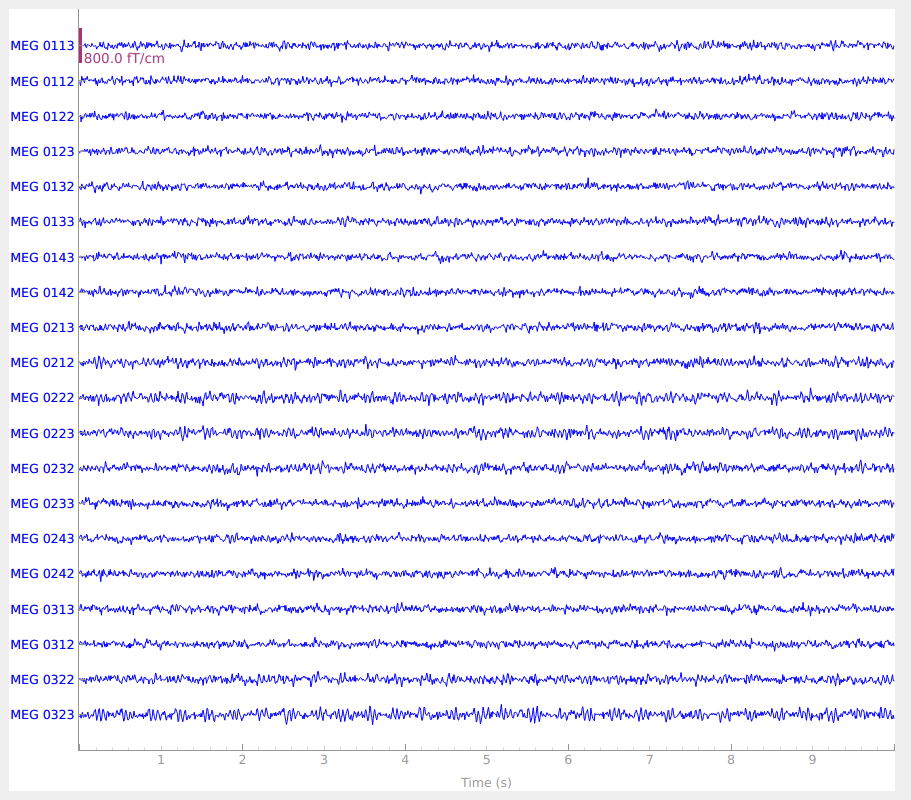 MEG 0113
800.0 fT/cm
MEG 0112
MEG 0122
MEG 0123
MEG 0132
MEG 0133
MEG 0143
MEG 0142
MEG 0213
MEG 0212
MEG 0222
MEG 0223
MEG 0232
MEG 0233
MEG 0243
MEG 0242
MEG 0313
MEG 0312
MEG 0322
MEG 0323
1 2 3 4 5 6 7 8 9
Time (s)